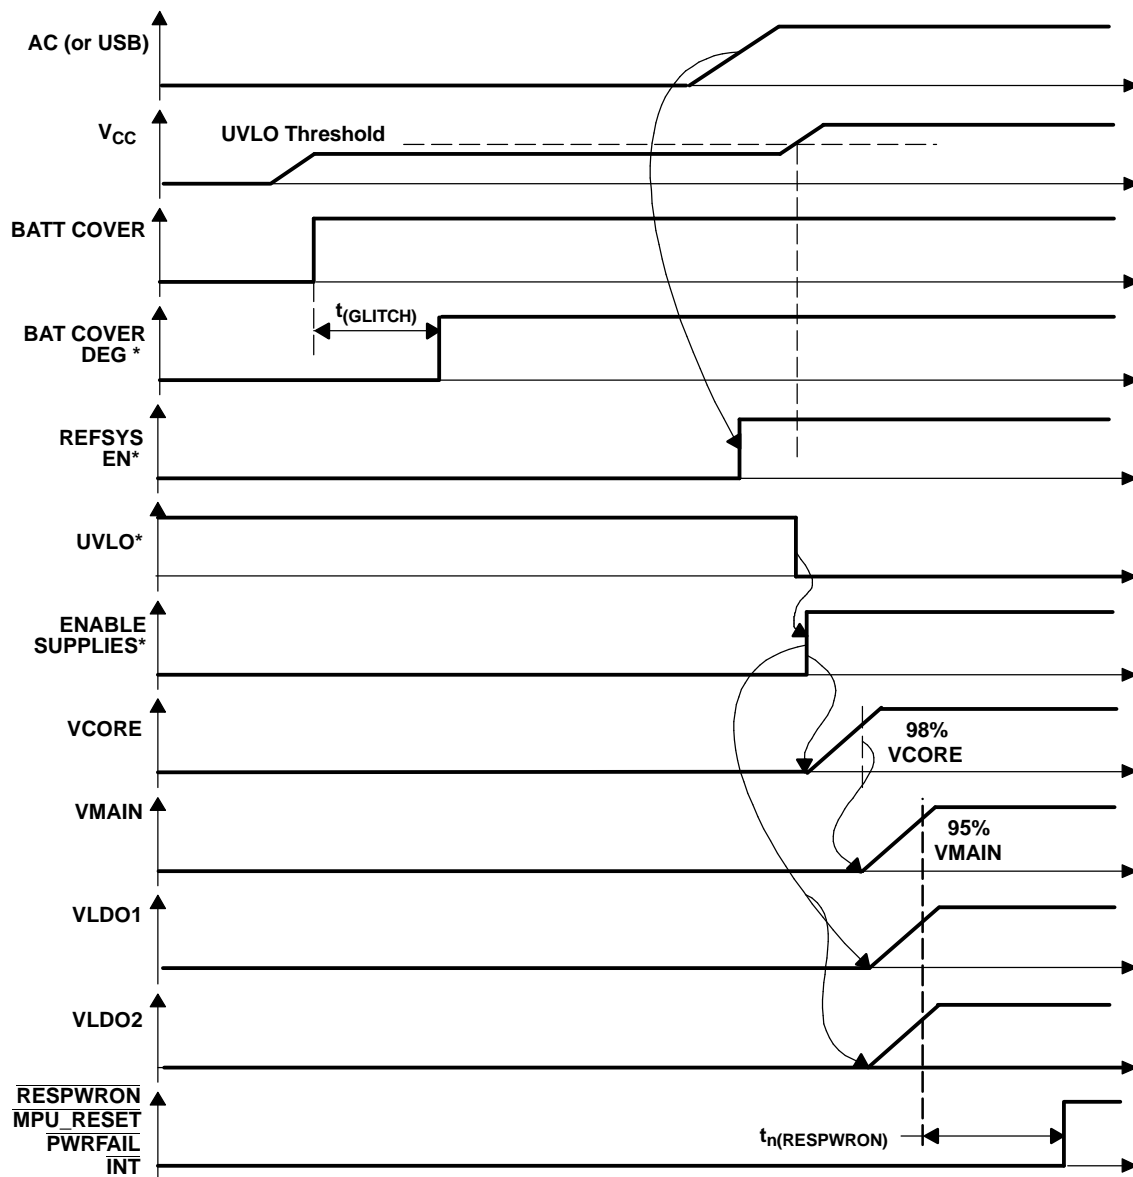 AC (or USB)
VCC
UVLO Threshold
BATT COVER
BAT COVER
DEG *
t(GLITCH)
REFSYS
EN*
UVLO*
ENABLE
SUPPLIES*
VCORE
98%
VCORE
VMAIN
95%
VMAIN
VLDO1
VLDO2
RESPWRON
MPU_RESET
PWRFAIL
INT
tn(RESPWRON)